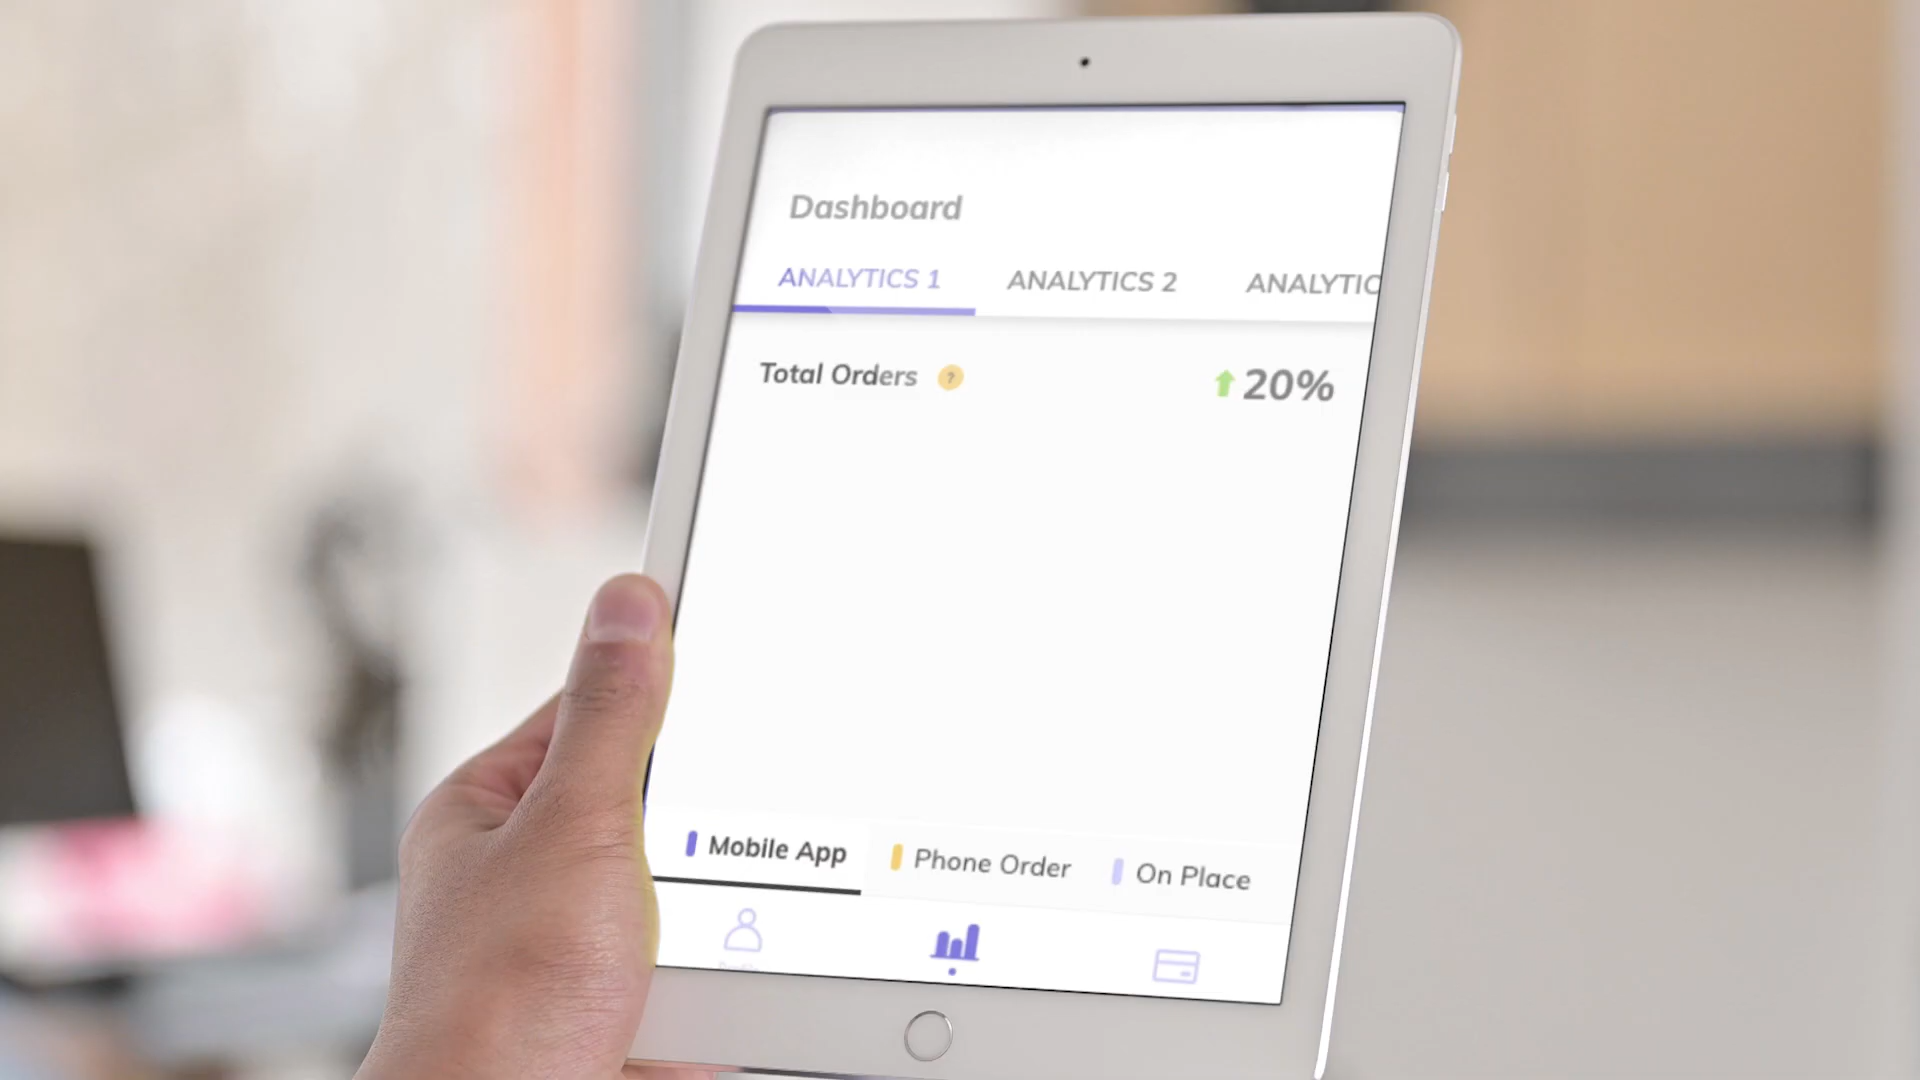 Dashboard
ANALYTICS 1 ANALYTICS 2 ANALYTIC
Total Orders ? 20%
Mobile App Phone Order On Place